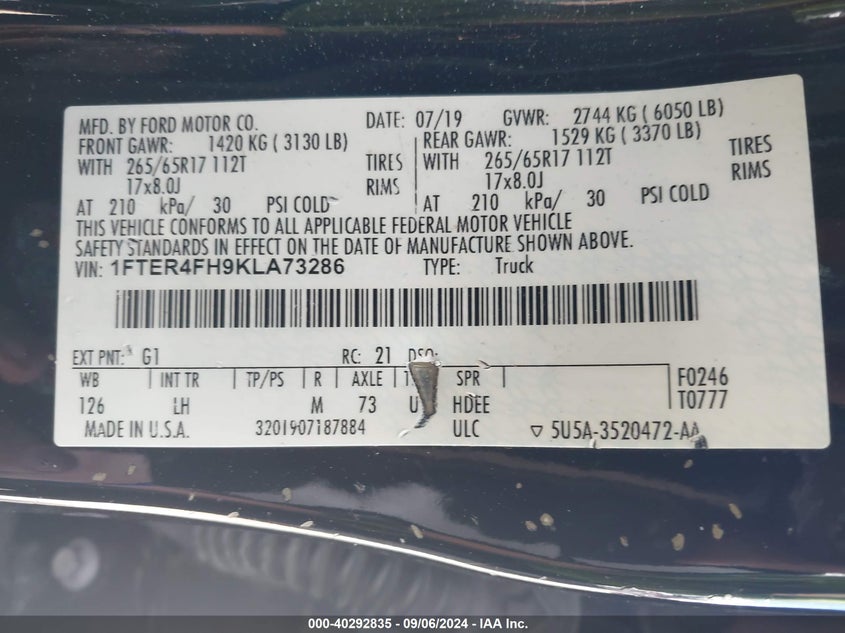 MFD. BY FORD MOTOR CO. DATE: 07/19 GVWR: 2744 KG ( 6050 LB)
FRONT GAWR: 1420 KG ( 3130 LB) REAR GAWR: 1529 KG ( 3370 LB)
WITH 265/65R17 112T TIRES WITH 265/65R17 112T TIRES
17x8.0J RIMS 17x8.0J RIMS
AT 210 kPa/ 30 PSI COLD AT 210 kPa/ 30 PSI COLD
THIS VEHICLE CONFORMS TO ALL APPLICABLE FEDERAL MOTOR VEHICLE
SAFETY STANDARDS IN EFFECT ON THE DATE OF MANUFACTURE SHOWN ABOVE.
VIN: 1FTER4FH9KLA73286 TYPE: Truck
EXT PNT: G1 RC: 21 DSO:
WB INT TR TP/PS R AXLE SPR F0246
126 LH M 73 U HDEE T0777
MADE IN U.S.A. 3201907187884 ULC 5U5A-3520472-AA
000-40292835 - 09/06/2024 - IAA Inc.